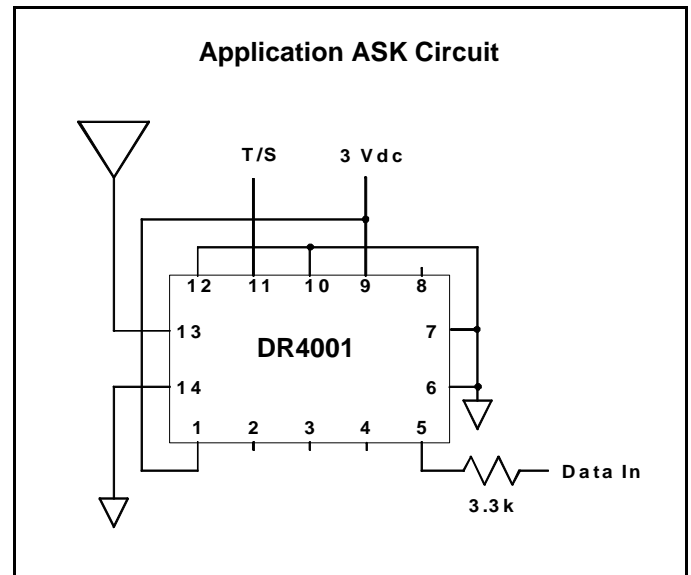 Application ASK Circuit
T/S 3 Vdc
12 11 10 9 8
13 7
DR4001
14 6
1 2 3 4 5
Data In
3.3k